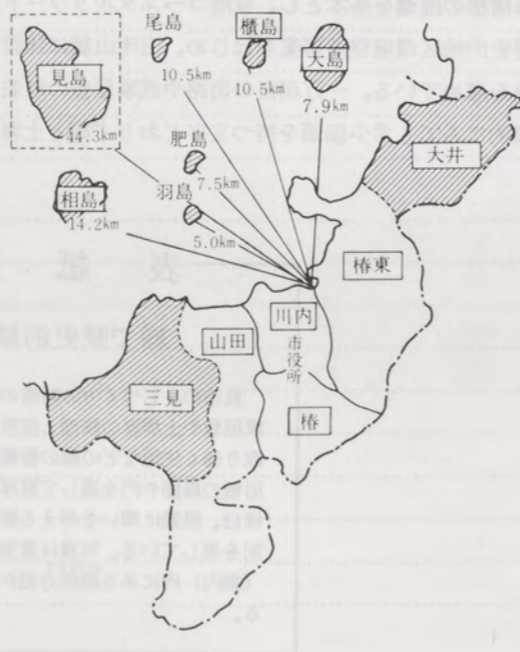 尾島
10.5km
櫃島
10.5km
大島
7.9km
見島
44.3km
肥島
7.5km
相島
14.2km
羽島
5.0km
大井
椿東
川内
山田
市役所
三見
椿